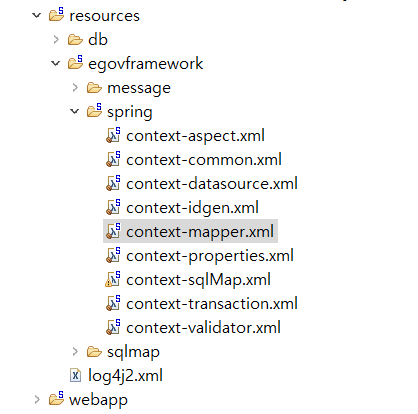 resources
db
egovframework
message
spring
context-aspect.xml
context-common.xml
context-datasource.xml
context-idgen.xml
context-mapper.xml
context-properties.xml
context-sqlMap.xml
context-transaction.xml
context-validator.xml
sqlmap
log4j2.xml
webapp